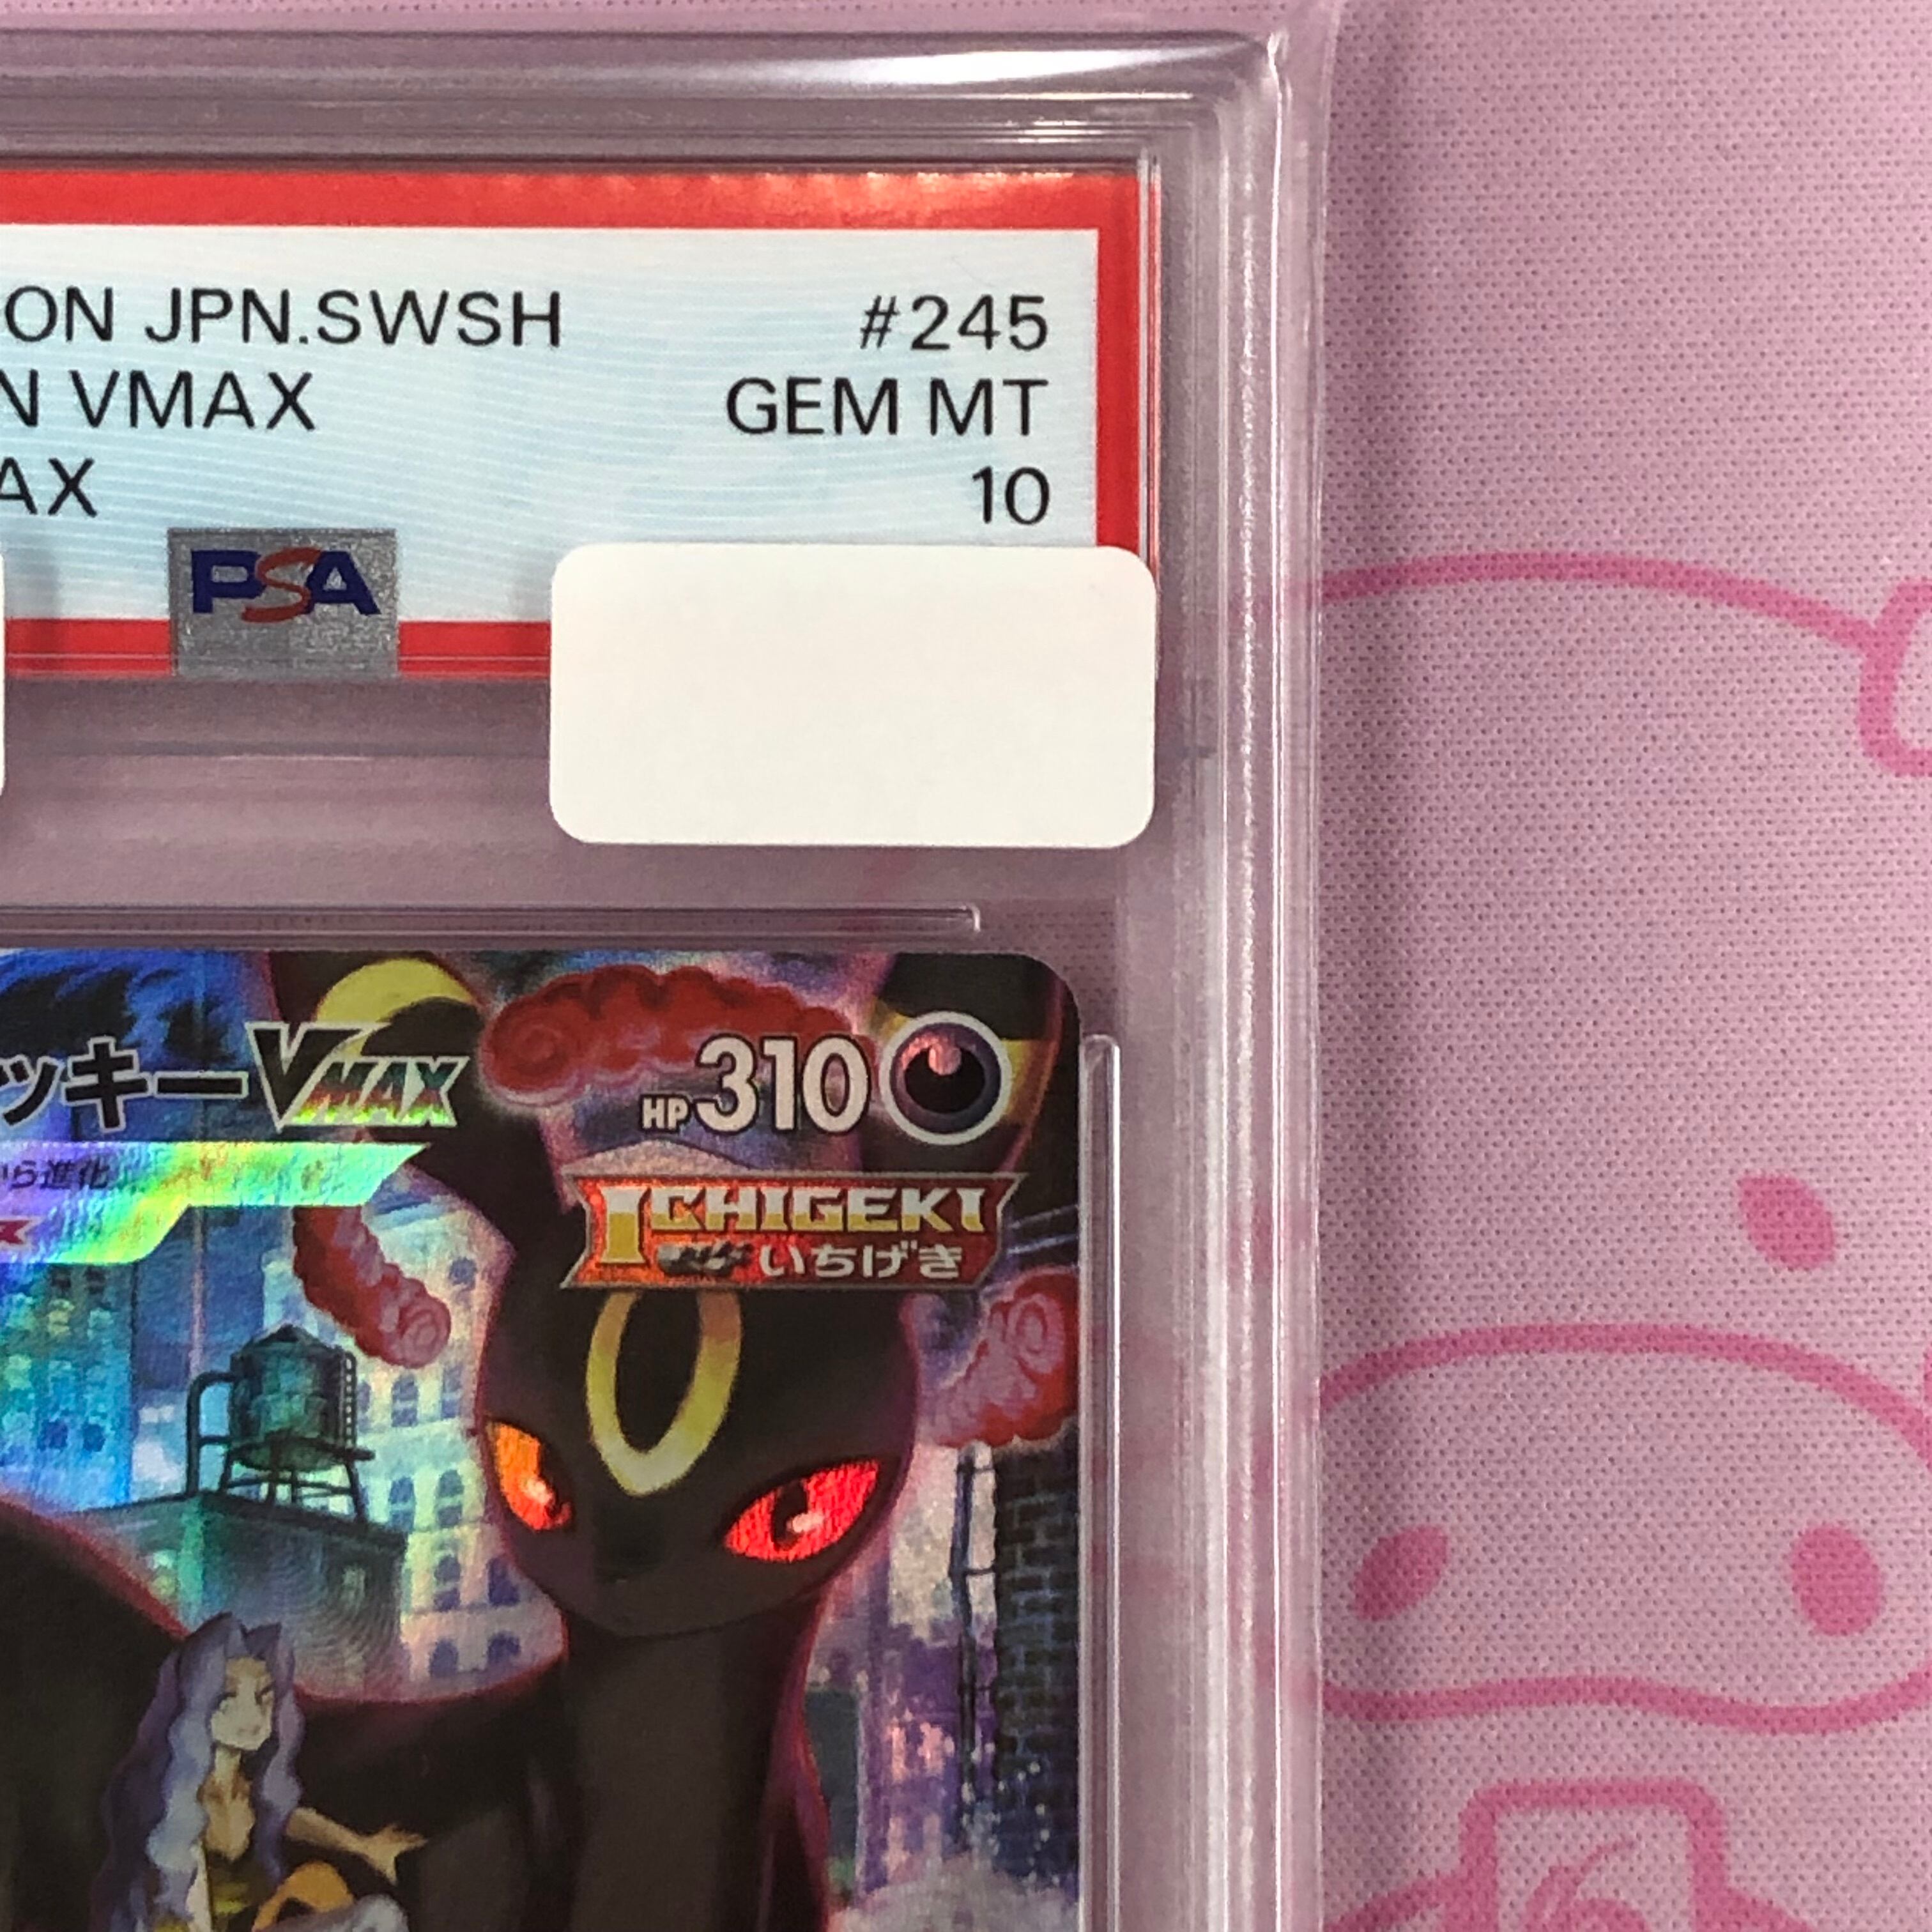 ON JPN.SWSH #245
N VMAX GEM MT
AX 10
PSA
ッキーVMAX HP310
から進化
ICHIGEKI
いちげき